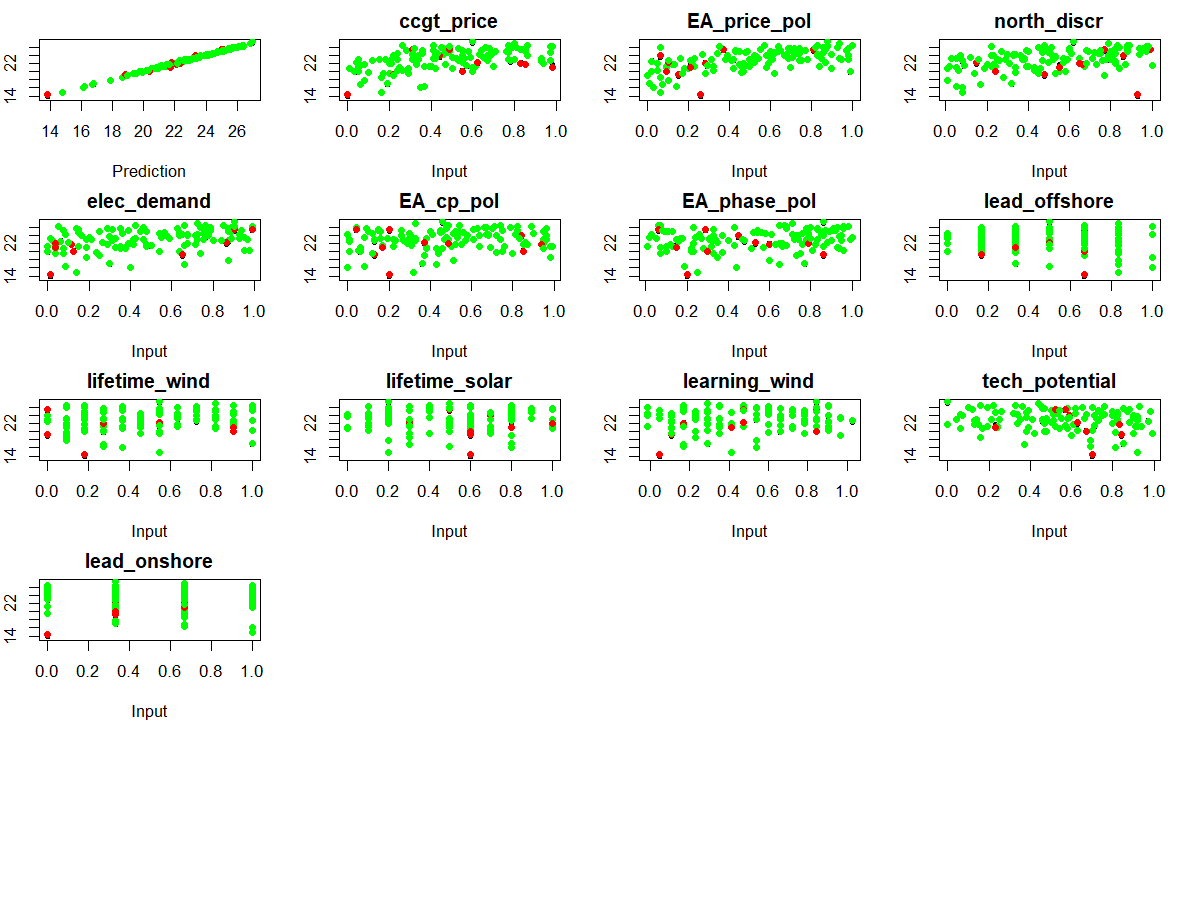 ccgt_price EA_price_pol north_discr
14 22 14 22 14 22 14 22
14 16 18 20 22 24 26 0.0 0.2 0.4 0.6 0.8 1.0 0.0 0.2 0.4 0.6 0.8 1.0 0.0 0.2 0.4 0.6 0.8 1.0
Prediction Input Input Input
elec_demand EA_cp_pol EA_phase_pol lead_offshore
14 22 14 22 14 22 14 22
0.0 0.2 0.4 0.6 0.8 1.0 0.0 0.2 0.4 0.6 0.8 1.0 0.0 0.2 0.4 0.6 0.8 1.0 0.0 0.2 0.4 0.6 0.8 1.0
Input Input Input Input
lifetime_wind lifetime_solar learning_wind tech_potential
14 22 14 22 14 22 14 22
0.0 0.2 0.4 0.6 0.8 1.0 0.0 0.2 0.4 0.6 0.8 1.0 0.0 0.2 0.4 0.6 0.8 1.0 0.0 0.2 0.4 0.6 0.8 1.0
Input Input Input Input
lead_onshore
14 22
0.0 0.2 0.4 0.6 0.8 1.0
Input